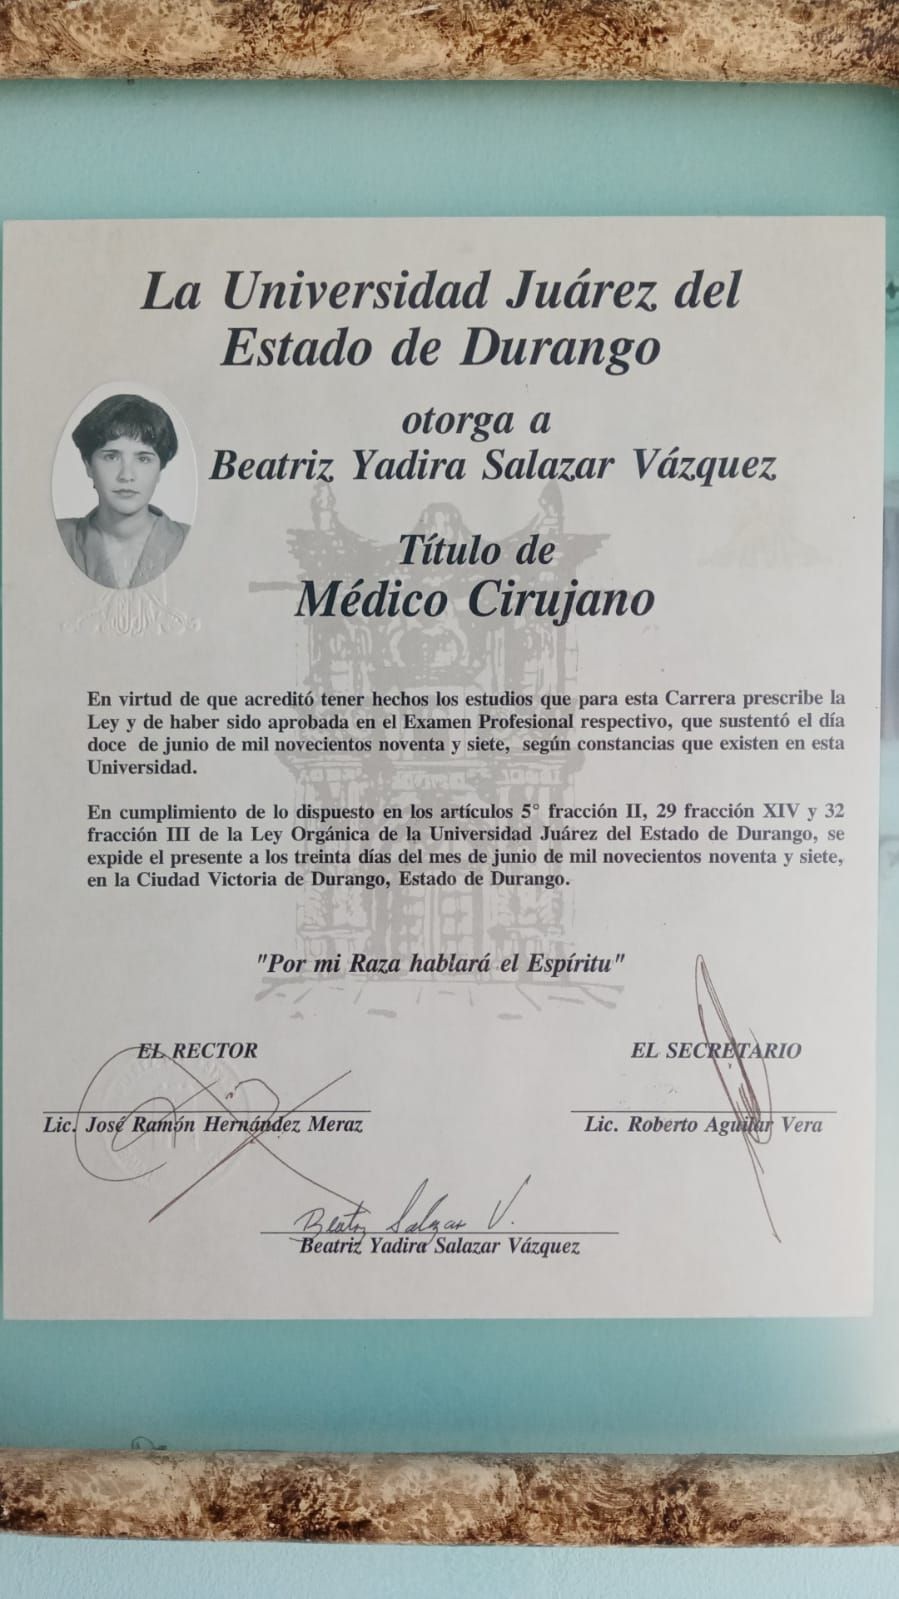 La Universidad Juárez del
Estado de Durango
otorga a
Beatriz Yadira Salazar Vázquez
Título de
Médico Cirujano
En virtud de que acreditó tener hechos los estudios que para esta Carrera prescribe la
Ley y de haber sido aprobada en el Examen Profesional respectivo, que sustentó el día
doce de junio de mil novecientos noventa y siete, según constancias que existen en esta
Universidad.
En cumplimiento de lo dispuesto en los artículos 5° fracción II, 29 fracción XIV y 32
fracción III de la Ley Orgánica de la Universidad Juárez del Estado de Durango, se
expide el presente a los treinta días del mes de junio de mil novecientos noventa y siete,
en la Ciudad Victoria de Durango, Estado de Durango.
"Por mi Raza hablará el Espíritu"
EL RECTOR
Lic. José Ramón Hernández Meraz
EL SECRETARIO
Lic. Roberto Aguilar Vera
Beatriz Salazar V.
Beatriz Yadira Salazar Vázquez